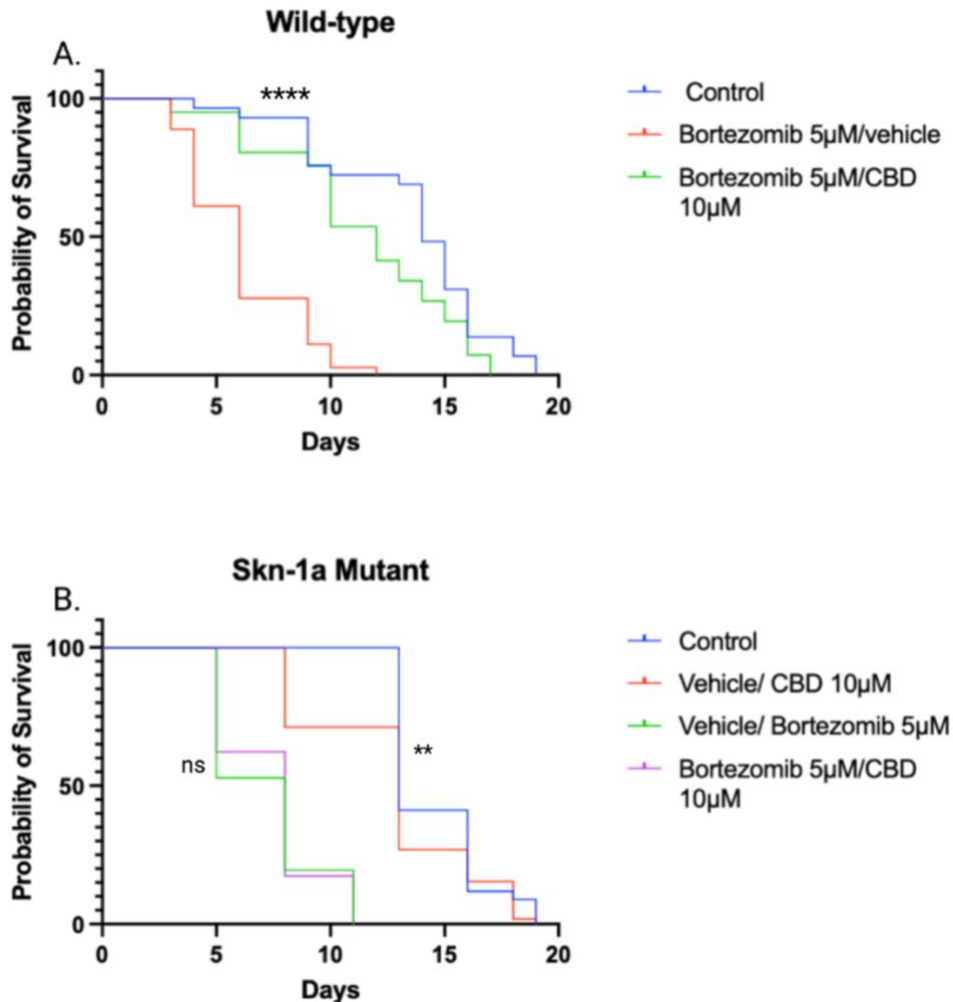 Wild-type
A.
****
100
50
0
Probability of Survival
0 5 10 15 20
Days
Control
Bortezomib 5µM/vehicle
Bortezomib 5µM/CBD
10µM
Skn-1a Mutant
B.
100
50
0
Probability of Survival
ns
**
0 5 10 15 20
Days
Control
Vehicle/ CBD 10µM
Vehicle/ Bortezomib 5µM
Bortezomib 5µM/CBD
10µM